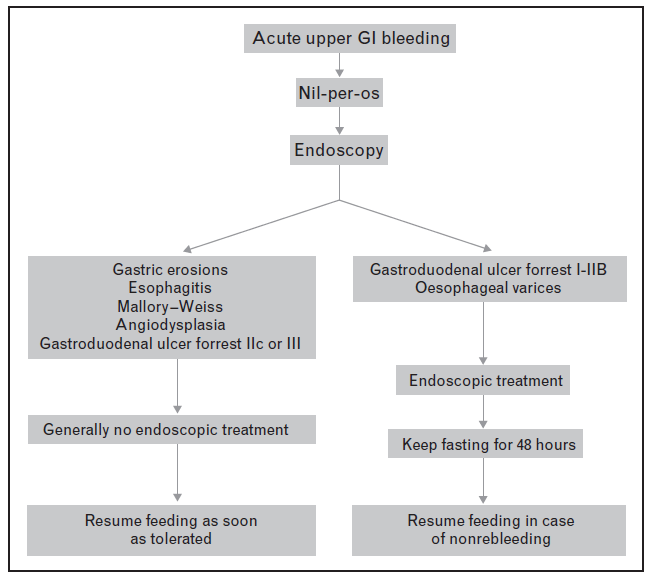 Acute upper GI bleeding
Nil-per-os
Endoscopy
Gastric erosions
Esophagitis
Mallory–Weiss
Angiodysplasia
Gastroduodenal ulcer forrest IIc or III
Gastroduodenal ulcer forrest I-IIB
Oesophageal varices
Generally no endoscopic treatment
Endoscopic treatment
Keep fasting for 48 hours
Resume feeding as soon
as tolerated
Resume feeding in case
of nonrebleeding